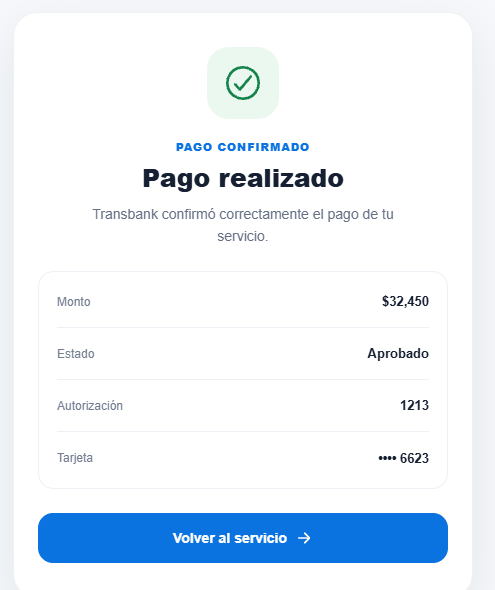 PAGO CONFIRMADO
Pago realizado
Transbank confirmó correctamente el pago de tu
servicio.
Monto $32,450
Estado Aprobado
Autorización 1213
Tarjeta •••• 6623
Volver al servicio →